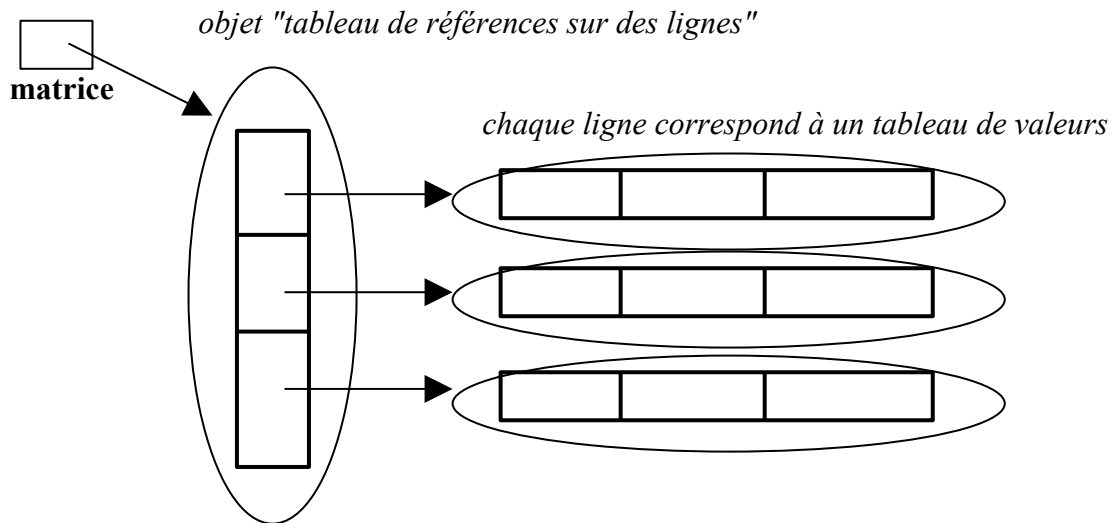 objet "tableau de références sur des lignes"
matrice
chaque ligne correspond à un tableau de valeurs